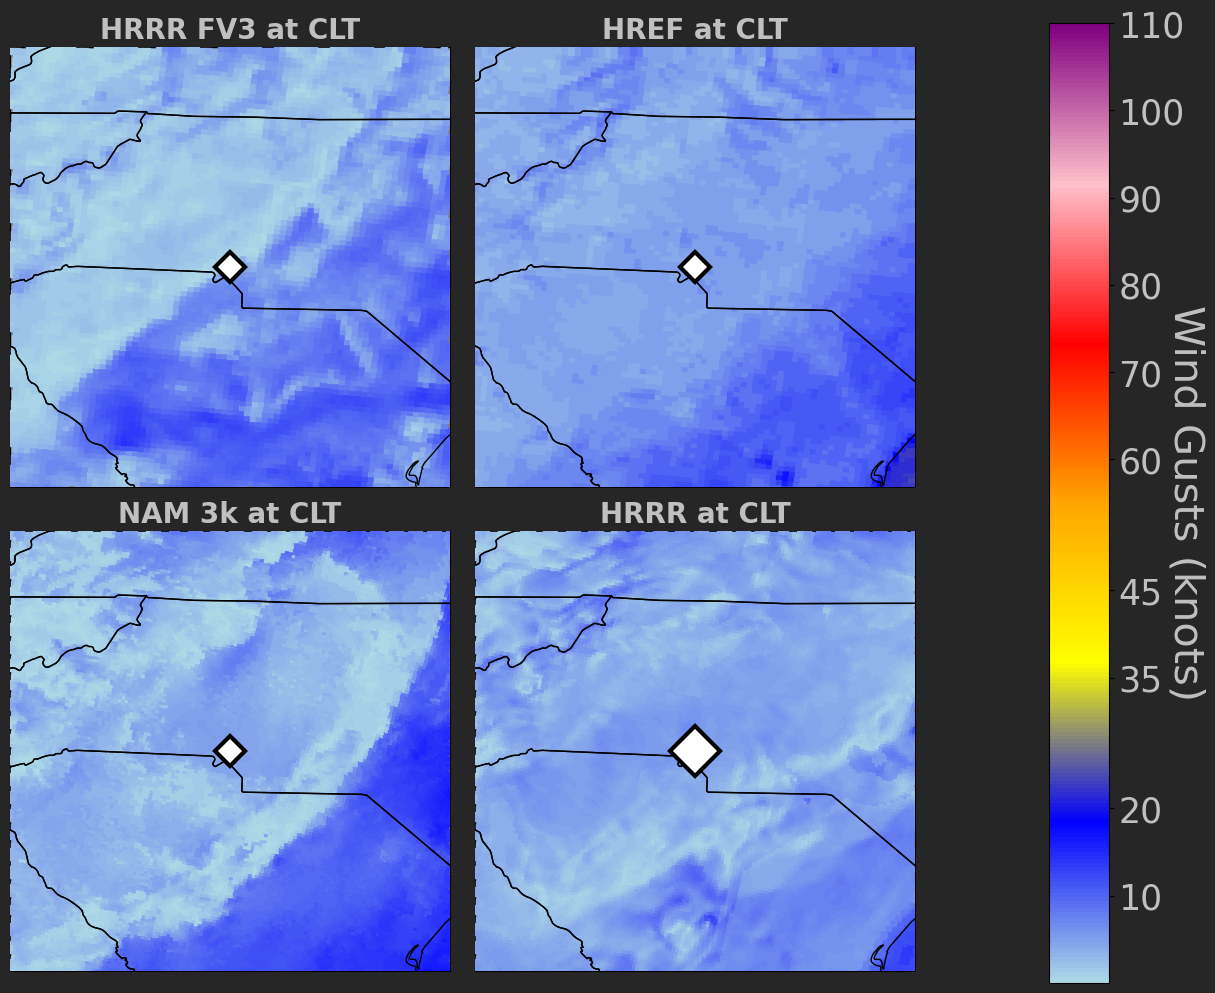 HRRR FV3 at CLT
HREF at CLT
NAM 3k at CLT
HRRR at CLT
110
100
90
80
70
60
45
35
20
10
Wind Gusts (knots)